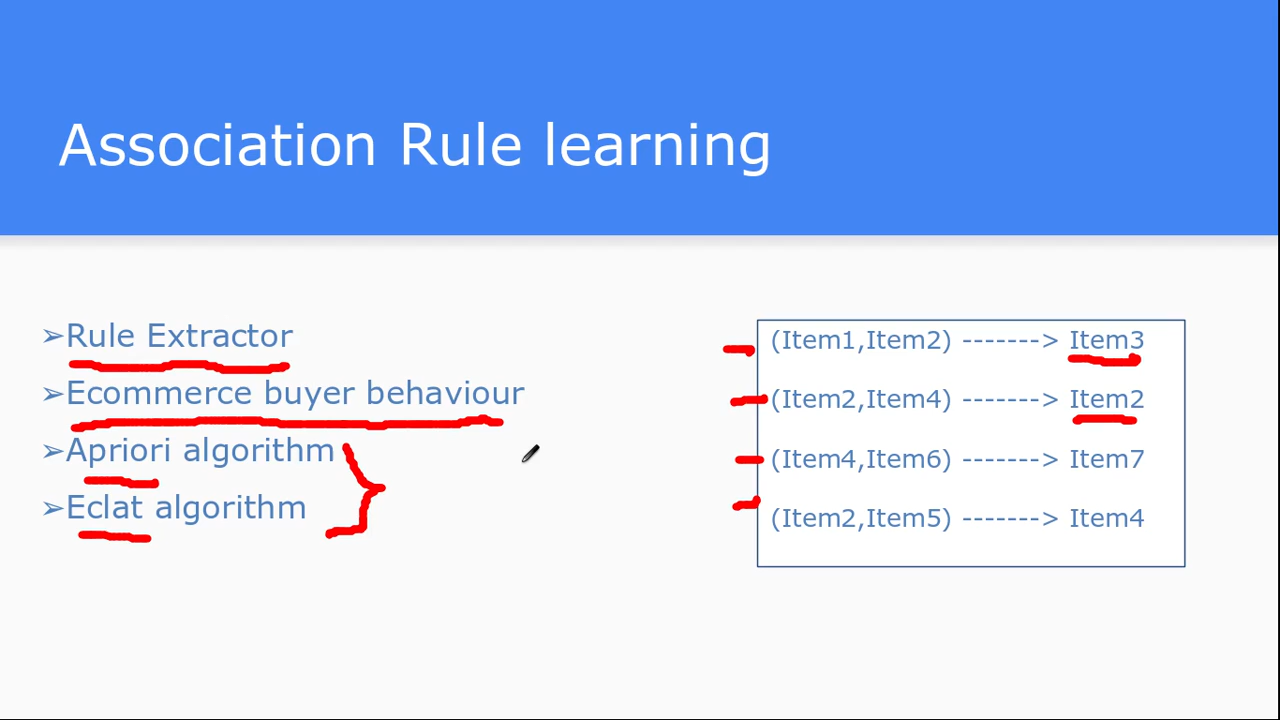 Association Rule learning
➢Rule Extractor
➢Ecommerce buyer behaviour
➢Apriori algorithm
➢Eclat algorithm
(Item1,Item2) -------> Item3
(Item2,Item4) -------> Item2
(Item4,Item6) -------> Item7
(Item2,Item5) -------> Item4